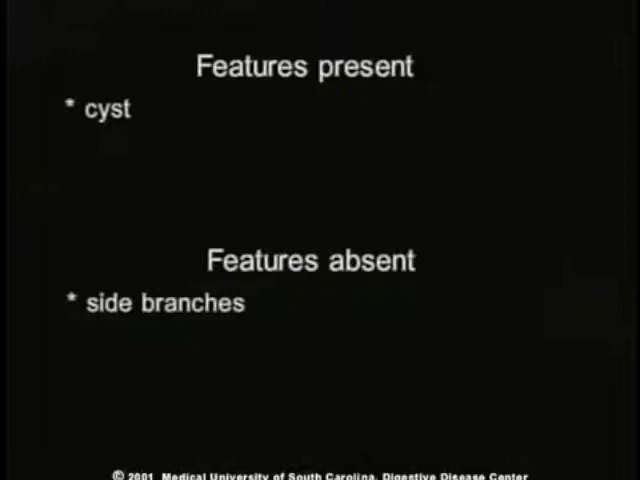 Features present
* cyst
Features absent
* side branches
© 2001 Medical University of South Carolina, Digestive Disease Center